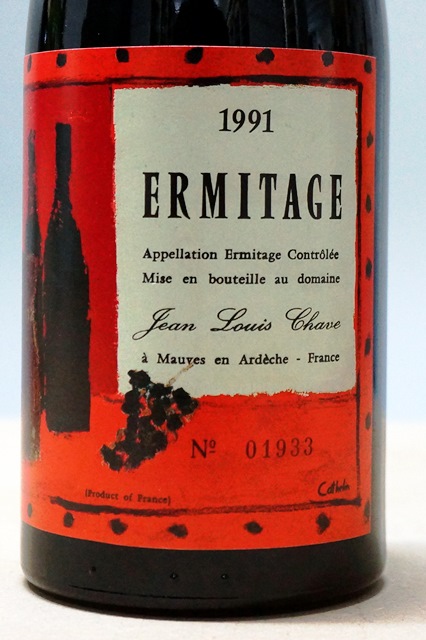 1991
ERMITAGE
Appellation Ermitage Contrôlée
Mise en bouteille au domaine
Jean Louis Chave
à Mauves en Ardèche - France
Nº 01933
(Product of France)
Cathelin